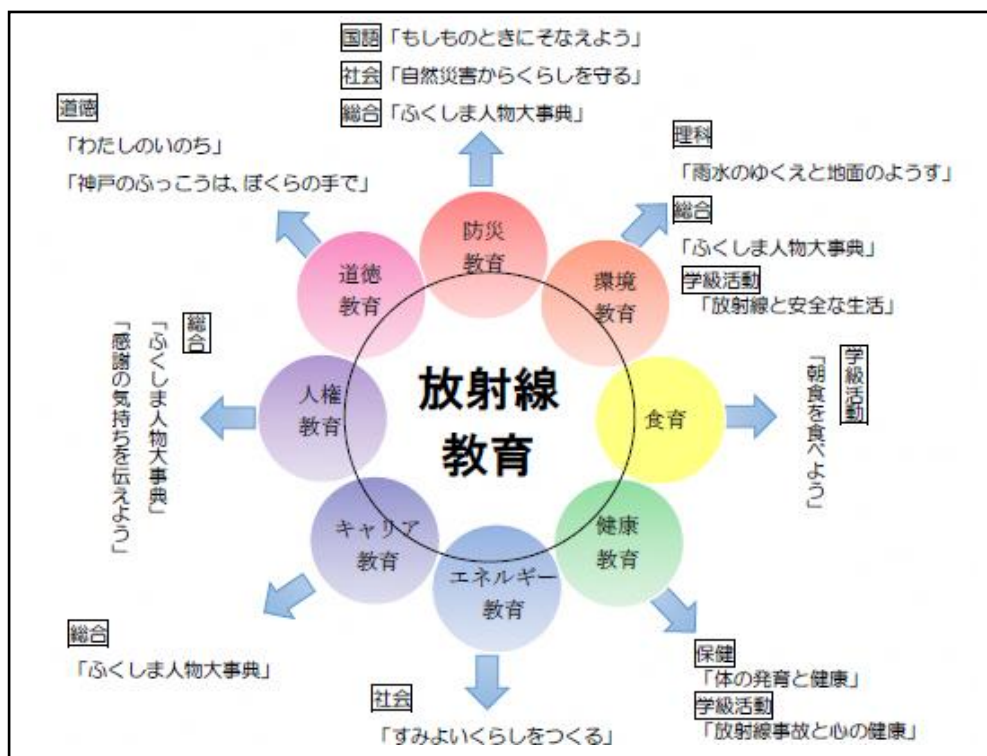 国語「もしものときにそなえよう」
社会「自然災害からくらしを守る」
総合「ふくしま人物大事典」
道徳
「わたしのいのち」
「神戸のふっこうは、ぼくらの手で」
理科
「雨水のゆくえと地面のようす」
総合
「ふくしま人物大事典」
学級活動
「放射線と安全な生活」
防災
教育
道徳
教育
環境
教育
総合
「ふくしま人物大事典」
「感謝の気持ちを伝えよう」
人権
教育
放射線
教育
食育
学級活動
「朝食を食べよう」
キャリア
教育
エネルギー
教育
健康
教育
総合
「ふくしま人物大事典」
社会
「すみよいくらしをつくる」
保健
「体の発育と健康」
学級活動
「放射線事故と心の健康」